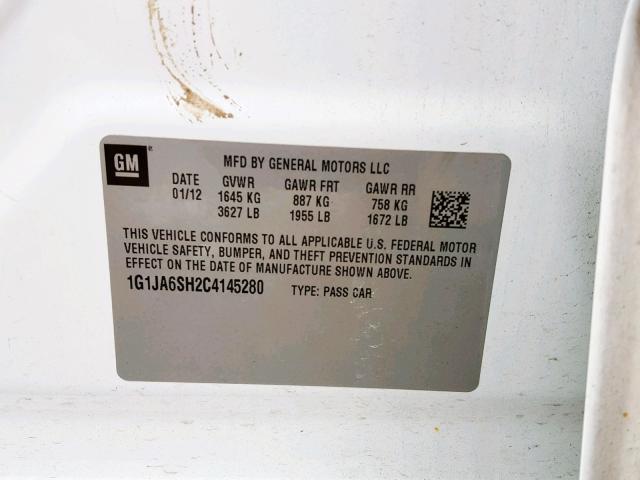 GM
MFD BY GENERAL MOTORS LLC
DATE GVWR GAWR FRT GAWR RR
01/12 1645 KG 887 KG 758 KG
3627 LB 1955 LB 1672 LB
THIS VEHICLE CONFORMS TO ALL APPLICABLE U.S. FEDERAL MOTOR
VEHICLE SAFETY, BUMPER, AND THEFT PREVENTION STANDARDS
IN EFFECT ON THE DATE OF MANUFACTURE SHOWN ABOVE.
1G1JA6SH2C4145280 TYPE: PASS CAR